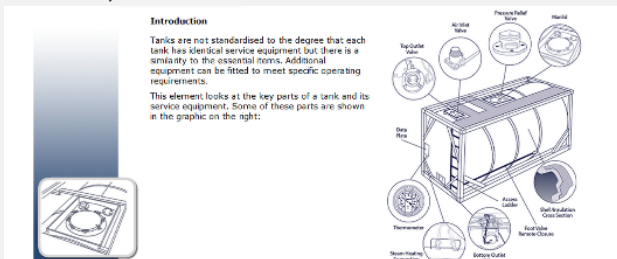 Introduction
Tanks are not standardised to the degree that each
tank has identical service equipment but there is a
similarity to the essential items. Additional
equipment can be fitted to meet specific operating
requirements.
This element looks at the key parts of a tank and its
service equipment. Some of these parts are shown
in the graphic on the right:
Pressure Relief
Valve
Manlid
Air Inlet
Valve
Top Outlet
Valve
Data
Plate
Thermometer
Access
Ladder
Shell Insulation
Cross Section
Foot Valve
Remote Closure
Steam Heating
Bottom Outlet